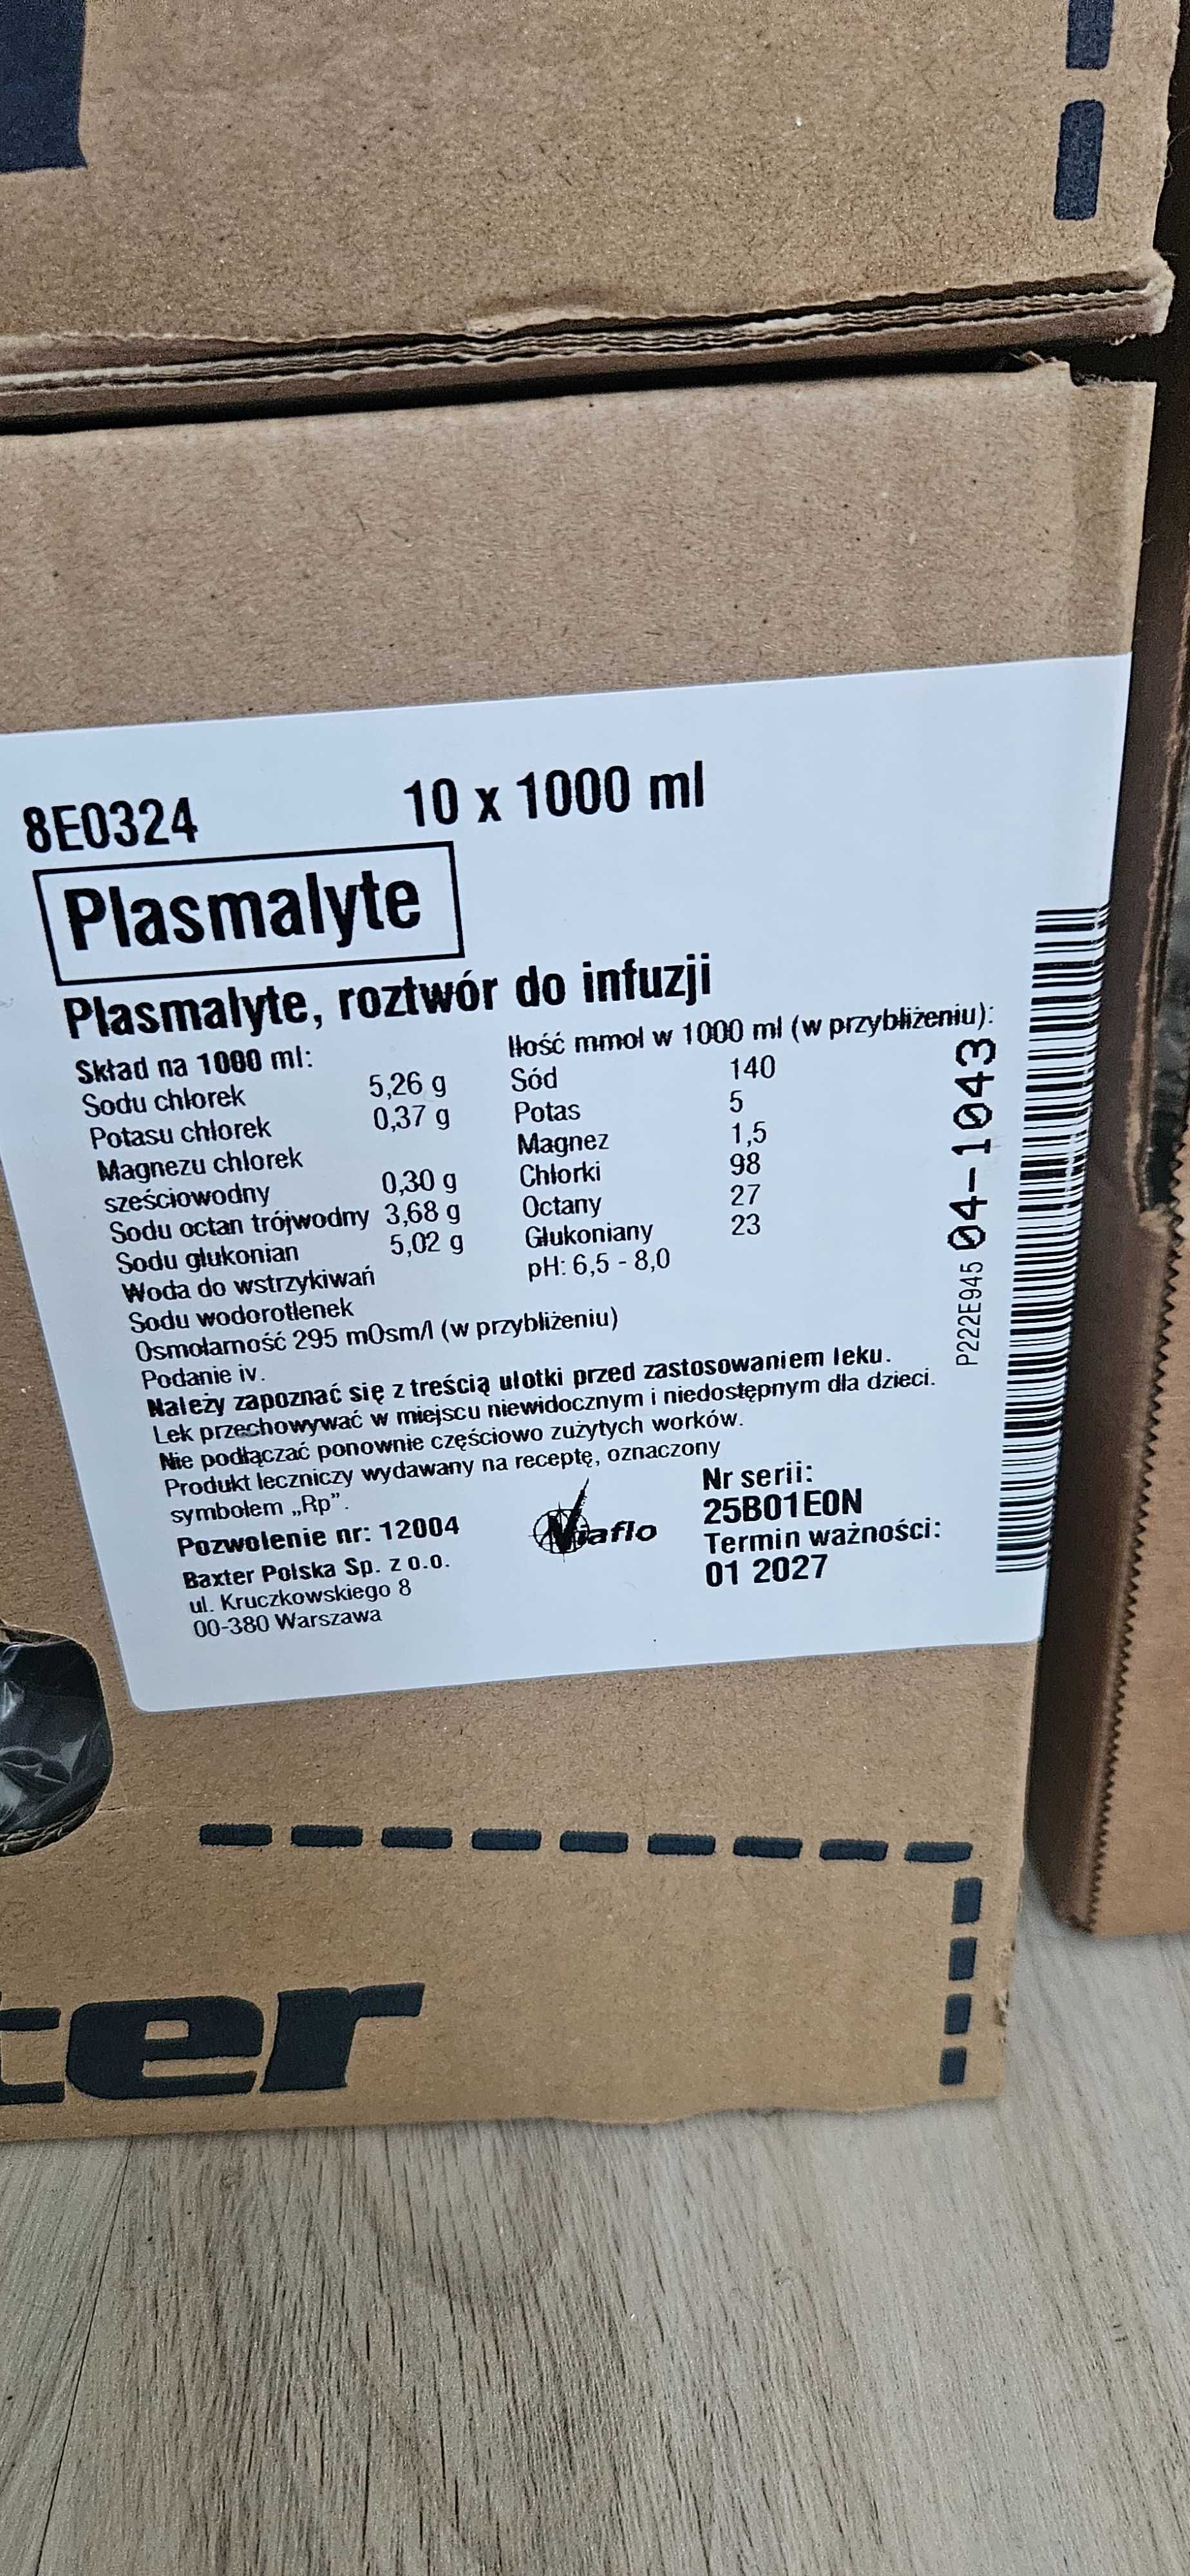 8E0324
10 x 1000 ml
Plasmalyte
Plasmalyte, roztwór do infuzji
Skład na 1000 ml:
Sodu chlorek 5,26 g
Potasu chlorek 0,37 g
Magnezu chlorek
sześciowodny 0,30 g
Sodu octan trójwodny 3,68 g
Sodu glukonian 5,02 g
Woda do wstrzykiwań
Sodu wodorotlenek
Ilość mmol w 1000 ml (w przybliżeniu):
Sód 140
Potas 5
Magnez 1,5
Chlorki 98
Octany 27
Glukoniany 23
pH: 6,5 - 8,0
Osmolarność 295 mOsm/l (w przybliżeniu)
Podanie iv.
Należy zapoznać się z treścią ulotki przed zastosowaniem leku.
Lek przechowywać w miejscu niewidocznym i niedostępnym dla dzieci.
Nie podłączać ponownie częściowo zużytych worków.
Produkt leczniczy wydawany na receptę, oznaczony
symbolem „Rp”.
Pozwolenie nr: 12004
Baxter Polska Sp. z o.o.
ul. Kruczkowskiego 8
00-380 Warszawa
Viaflo
Nr serii:
25B01E0N
Termin ważności:
01 2027
P222E945 04-1043
ter